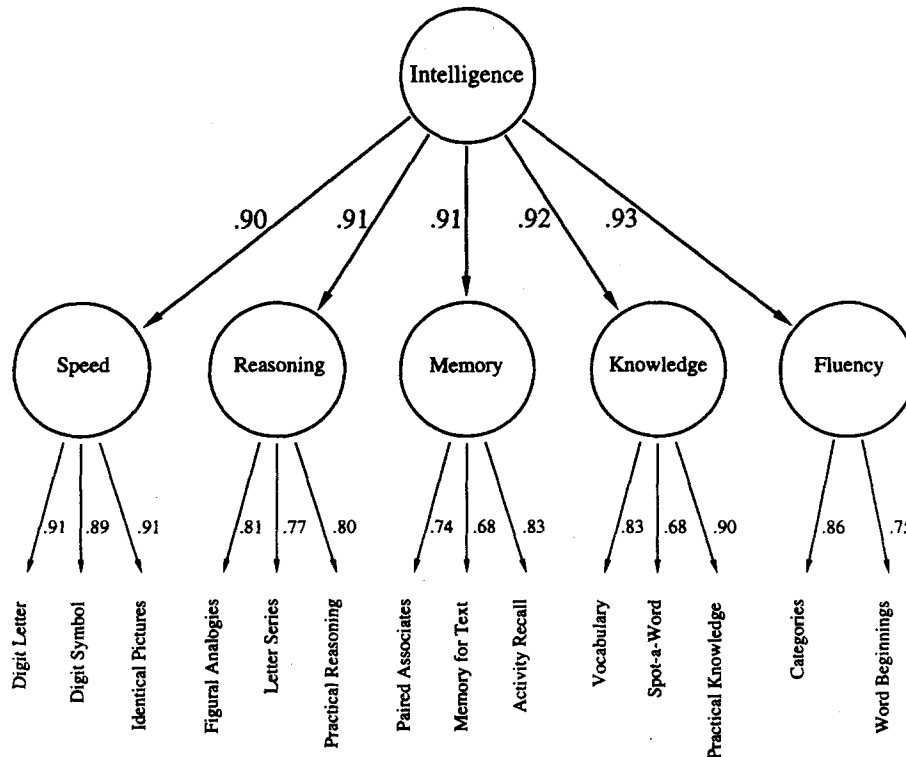 Intelligence
.90 .91 .91 .92 .93
Speed Reasoning Memory Knowledge Fluency
.91 .89 .91 .81 .77 .80 .74 .68 .83 .83 .68 .90 .86
Digit Letter
Digit Symbol
Identical Pictures
Figural Analogies
Letter Series
Practical Reasoning
Paired Associates
Memory for Text
Activity Recall
Vocabulary
Spot-a-Word
Practical Knowledge
Categories
Word Beginnings